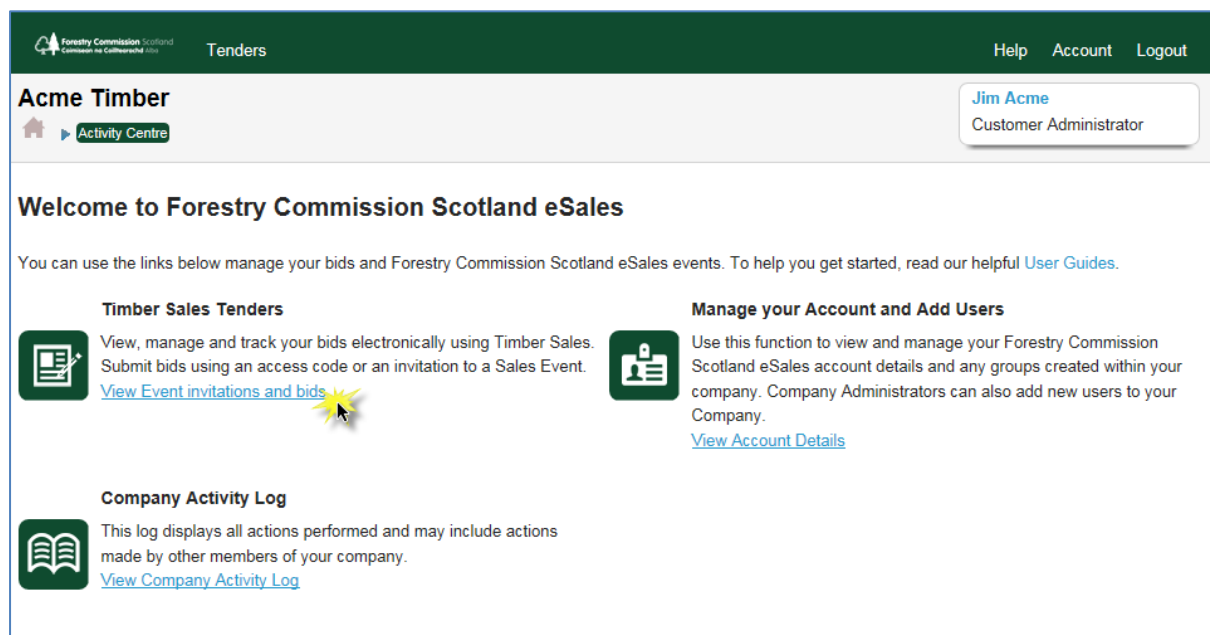 Forestry Commission Scotland
Coimisean na Coilltearachd Alba
Tenders
Help Account Logout
Acme Timber
Jim Acme
Customer Administrator
Activity Centre
Welcome to Forestry Commission Scotland eSales
You can use the links below manage your bids and Forestry Commission Scotland eSales events. To help you get started, read our helpful User Guides.
Timber Sales Tenders
View, manage and track your bids electronically using Timber Sales.
Submit bids using an access code or an invitation to a Sales Event.
View Event invitations and bids
Manage your Account and Add Users
Use this function to view and manage your Forestry Commission
Scotland eSales account details and any groups created within your
company. Company Administrators can also add new users to your
Company.
View Account Details
Company Activity Log
This log displays all actions performed and may include actions
made by other members of your company.
View Company Activity Log